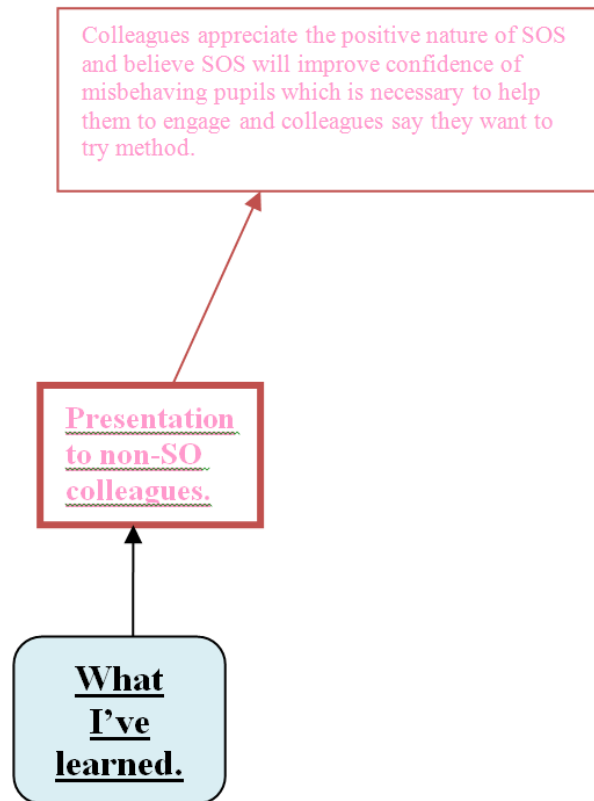 Colleagues appreciate the positive nature of SOS
and believe SOS will improve confidence of
misbehaving pupils which is necessary to help
them to engage and colleagues say they want to
try method.
Presentation
to non-SO
colleagues.
What
I've
learned.